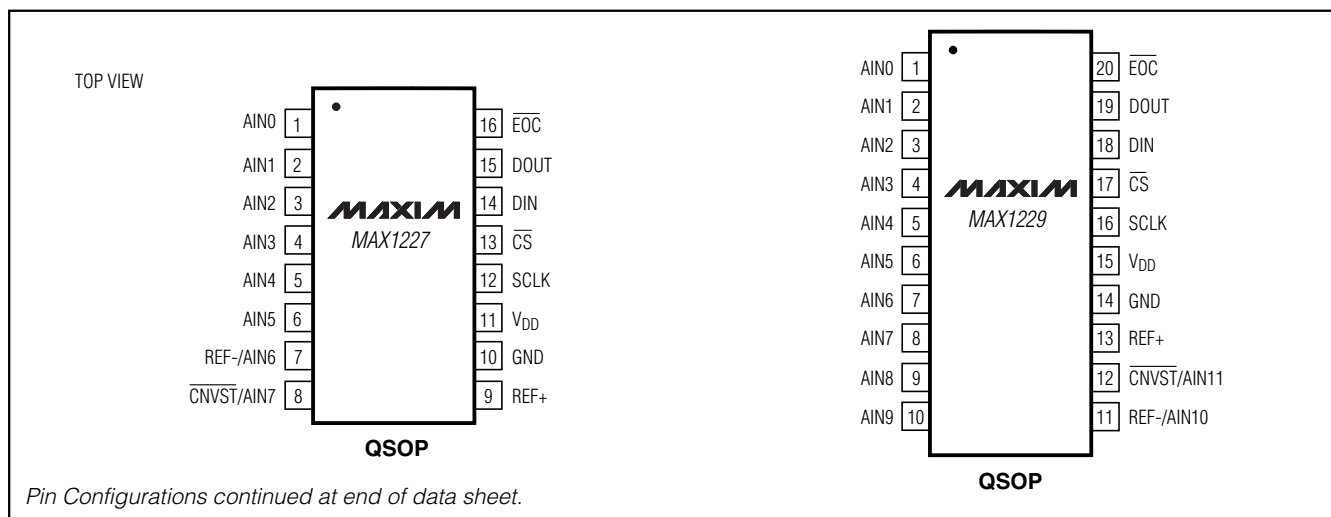 TOP VIEW
AIN0 1
AIN1 2
AIN2 3
AIN3 4
AIN4 5
AIN5 6
REF-/AIN6 7
CNVST/AIN7 8
MAXIM
MAX1227
16 EOC
15 DOUT
14 DIN
13 CS
12 SCLK
11 VDD
10 GND
9 REF+
QSOP
AIN0 1
AIN1 2
AIN2 3
AIN3 4
AIN4 5
AIN5 6
AIN6 7
AIN7 8
AIN8 9
AIN9 10
MAXIM
MAX1229
20 EOC
19 DOUT
18 DIN
17 CS
16 SCLK
15 VDD
14 GND
13 REF+
12 CNVST/AIN11
11 REF-/AIN10
QSOP
Pin Configurations continued at end of data sheet.